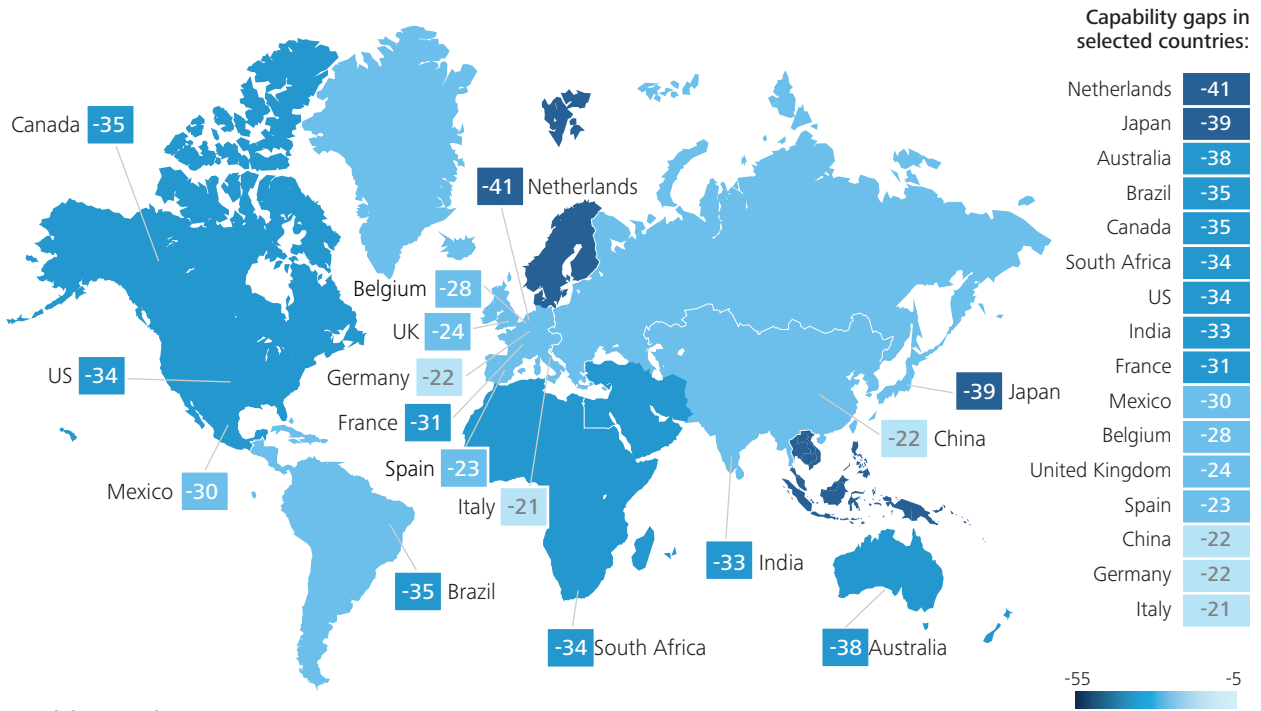 Capability gaps in
selected countries:
Netherlands -41
Japan -39
Australia -38
Brazil -35
Canada -35
South Africa -34
US -34
India -33
France -31
Mexico -30
Belgium -28
United Kingdom -24
Spain -23
China -22
Germany -22
Italy -21
-55 -5
Canada -35
-41 Netherlands
Belgium -28
UK -24
US -34
Germany -22
-39 Japan
France -31
-22 China
Spain -23
Mexico -30
Italy -21
-33 India
-35 Brazil
-34 South Africa
-38 Australia